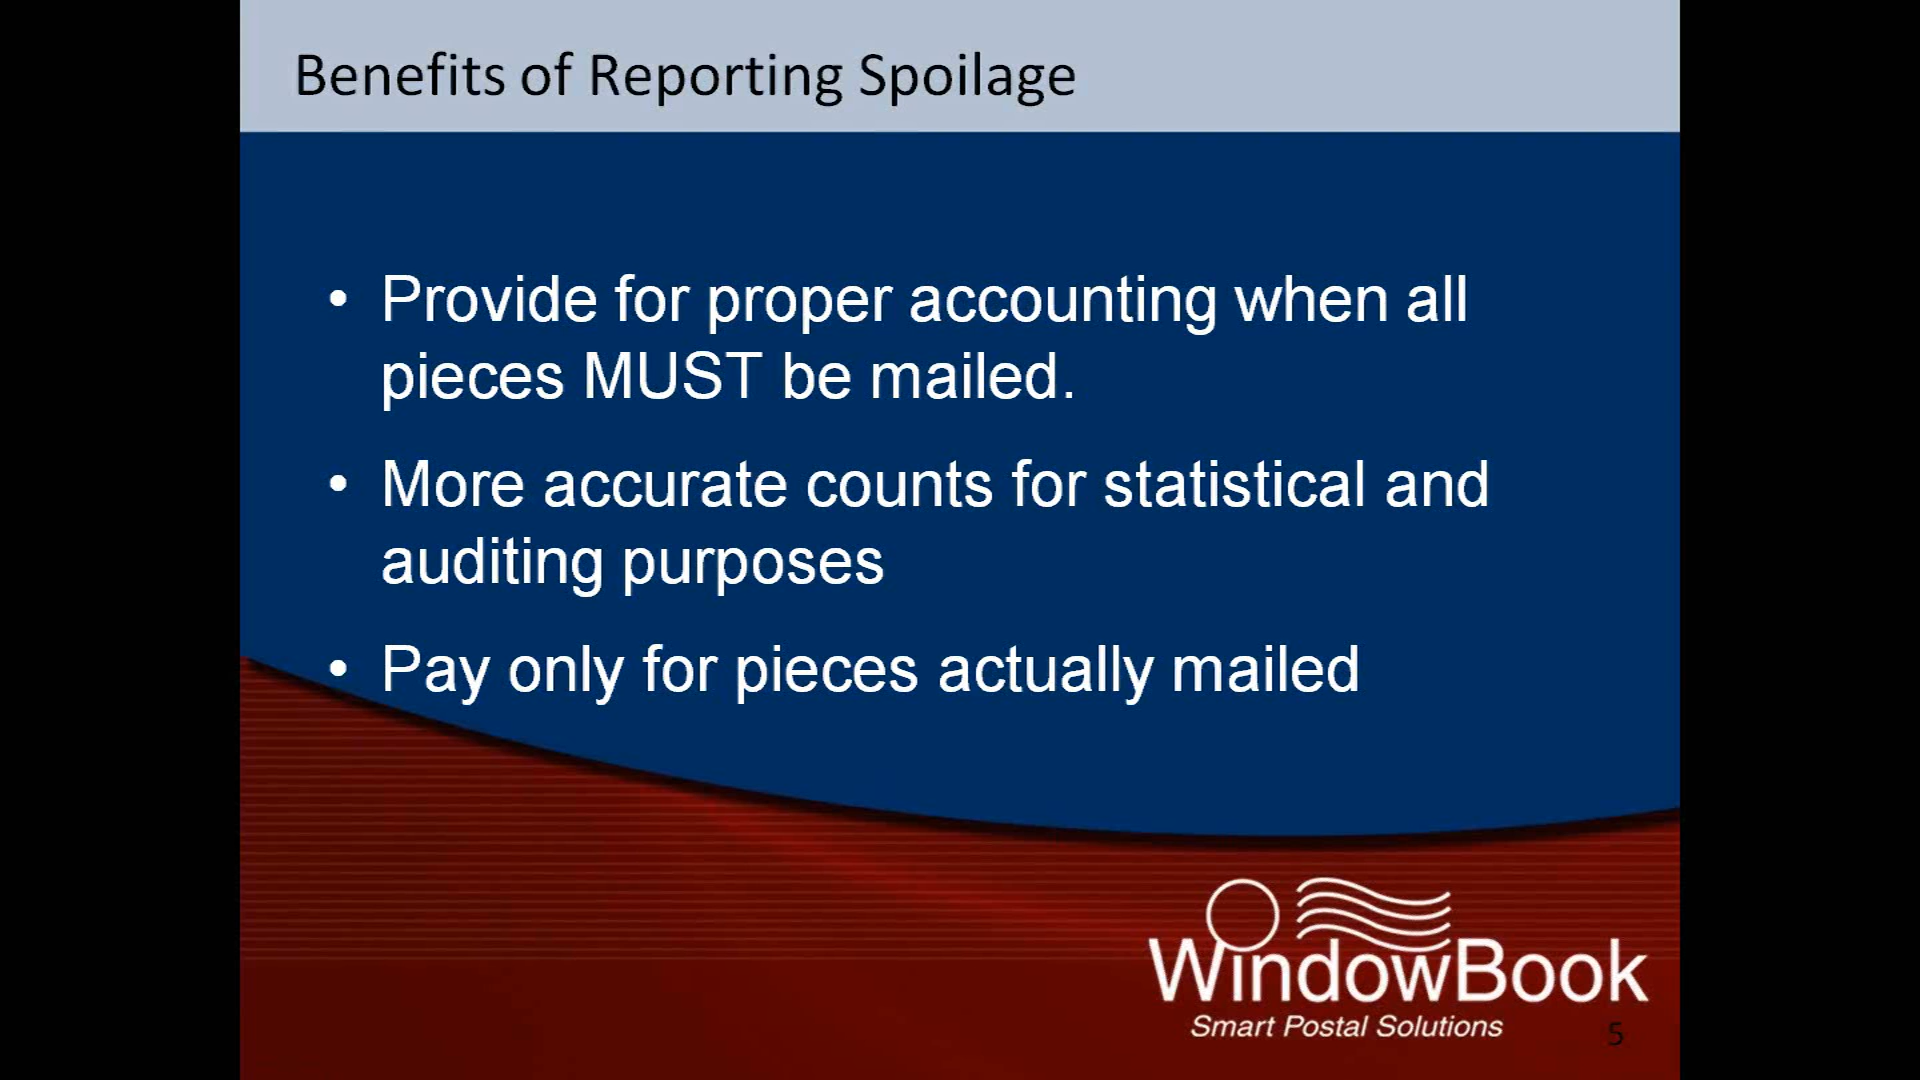 Benefits of Reporting Spoilage
• Provide for proper accounting when all
pieces MUST be mailed.
• More accurate counts for statistical and
auditing purposes
• Pay only for pieces actually mailed
WindowBook
Smart Postal Solutions
5